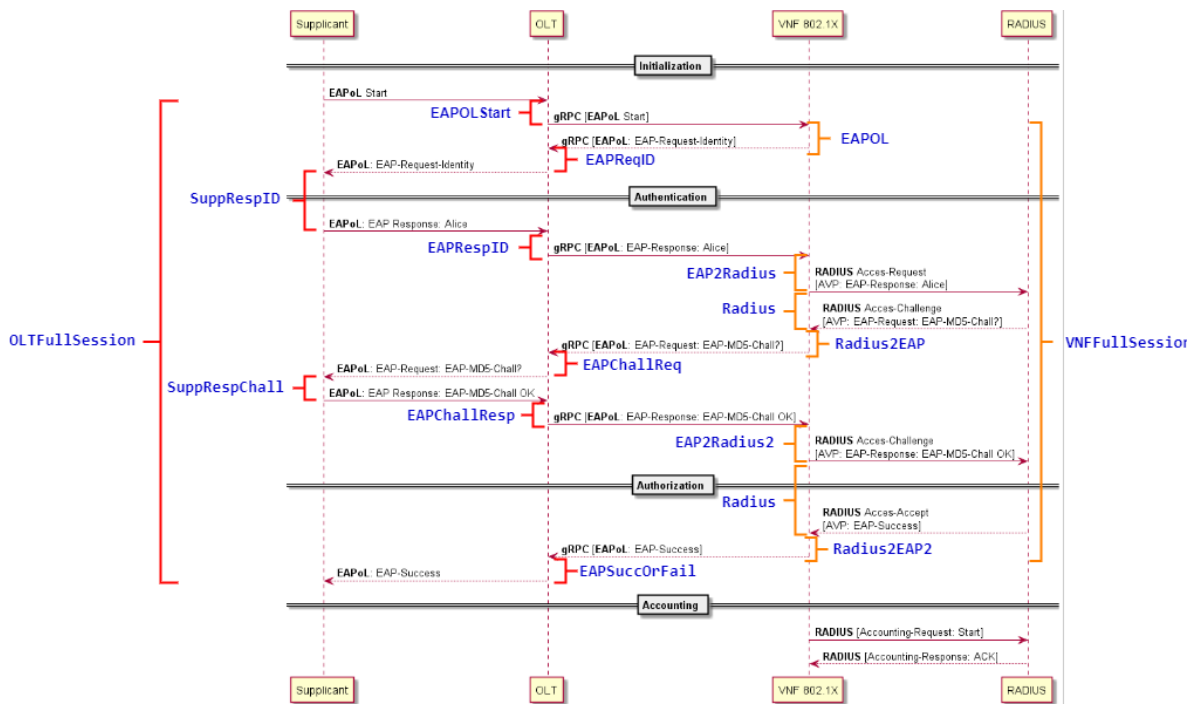 Supplicant OLT VNF 802.1X RADIUS
Initialization
EAPoL Start
EAPOLStart
gRPC [EAPoL Start]
EAPOL
gRPC [EAPoL: EAP-Request-Identity]
EAPReqID
EAPoL: EAP-Request-Identity
SuppRespID
Authentication
EAPoL: EAP Response: Alice
EAPRespID
gRPC [EAPoL: EAP-Response: Alice]
EAP2Radius
RADIUS Acces-Request
[AVP: EAP-Response: Alice]
Radius
RADIUS Acces-Challenge
[AVP: EAP-Request: EAP-MD5-Chall?]
OLTFullSession
VNFFullSession
Radius2EAP
gRPC [EAPoL: EAP-Request: EAP-MD5-Chall?]
EAPChallReq
EAPoL: EAP-Request: EAP-MD5-Chall?
SuppRespChall
EAPoL: EAP Response: EAP-MD5-Chall OK
EAPChallResp
gRPC [EAPoL: EAP-Response: EAP-MD5-Chall OK]
EAP2Radius2
RADIUS Acces-Challenge
[AVP: EAP-Response: EAP-MD5-Chall OK]
Authorization
Radius
RADIUS Acces-Accept
[AVP: EAP-Success]
Radius2EAP2
gRPC [EAPoL: EAP-Success]
EAPSuccOrFail
EAPoL: EAP-Success
Accounting
RADIUS [Accounting-Request: Start]
RADIUS [Accounting-Response: ACK]
Supplicant OLT VNF 802.1X RADIUS